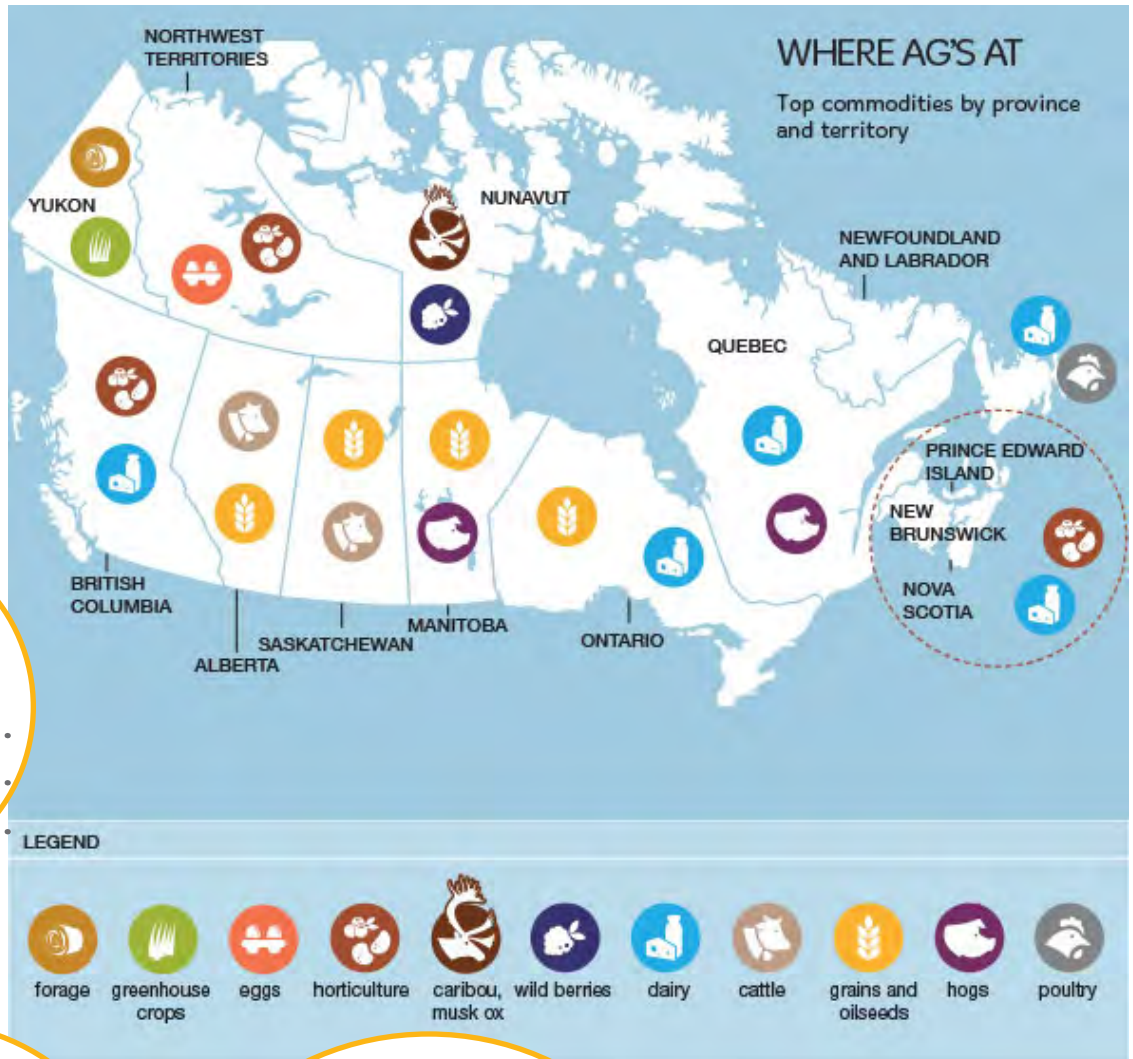 WHERE AG'S AT
Top commodities by province
and territory
NORTHWEST
TERRITORIES
YUKON
NUNAVUT
NEWFOUNDLAND
AND LABRADOR
QUEBEC
PRINCE EDWARD
ISLAND
NEW
BRUNSWICK
NOVA
SCOTIA
BRITISH
COLUMBIA
ALBERTA
SASKATCHEWAN
MANITOBA
ONTARIO
LEGEND
forage
greenhouse
crops
eggs
horticulture
caribou,
musk ox
wild berries
dairy
cattle
grains and
oilseeds
hogs
poultry